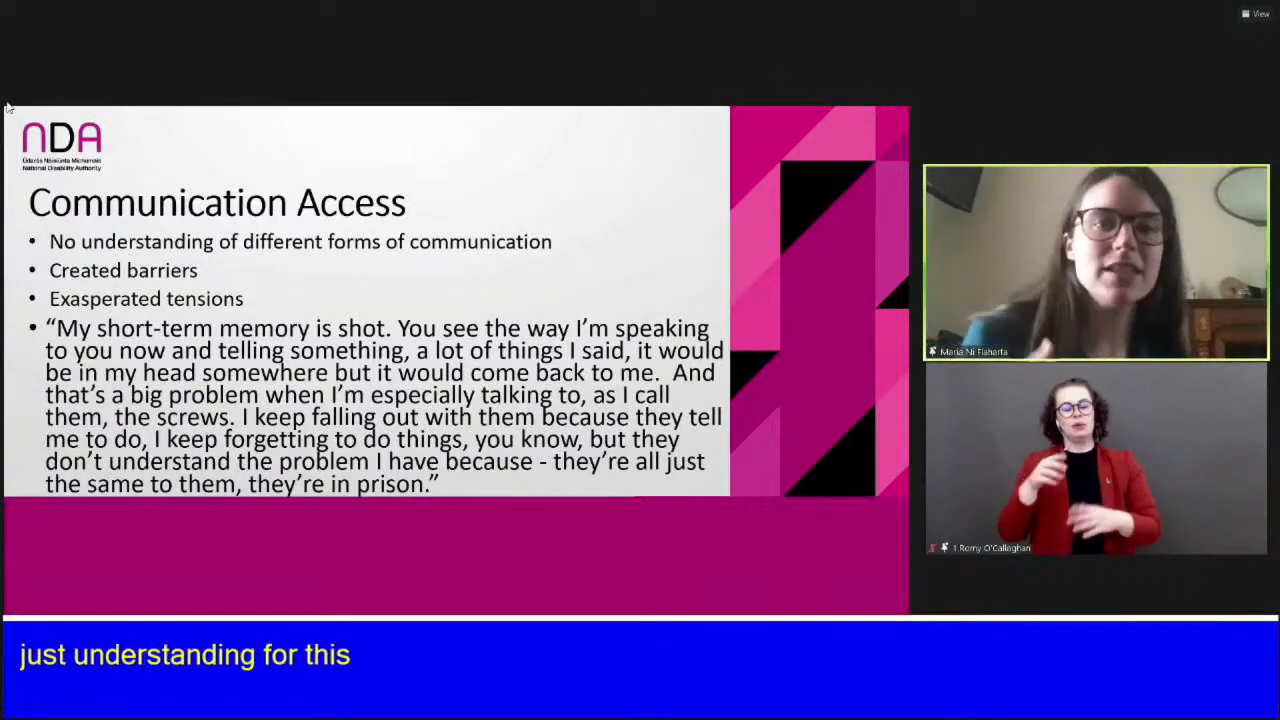 View
NDA
Údarás Náisiúnta Míchumais
National Disability Authority
Communication Access
• No understanding of different forms of communication
• Created barriers
• Exasperated tensions
• “My short-term memory is shot. You see the way I’m speaking
to you now and telling something, a lot of things I said, it would
be in my head somewhere but it would come back to me.  And
that’s a big problem when I’m especially talking to, as I call
them, the screws. I keep falling out with them because they tell
me to do, I keep forgetting to do things, you know, but they
don’t understand the problem I have because - they’re all just
the same to them, they’re in prison.”
Maria Ni Flaharta
1.Romy O'Callaghan
just understanding for this